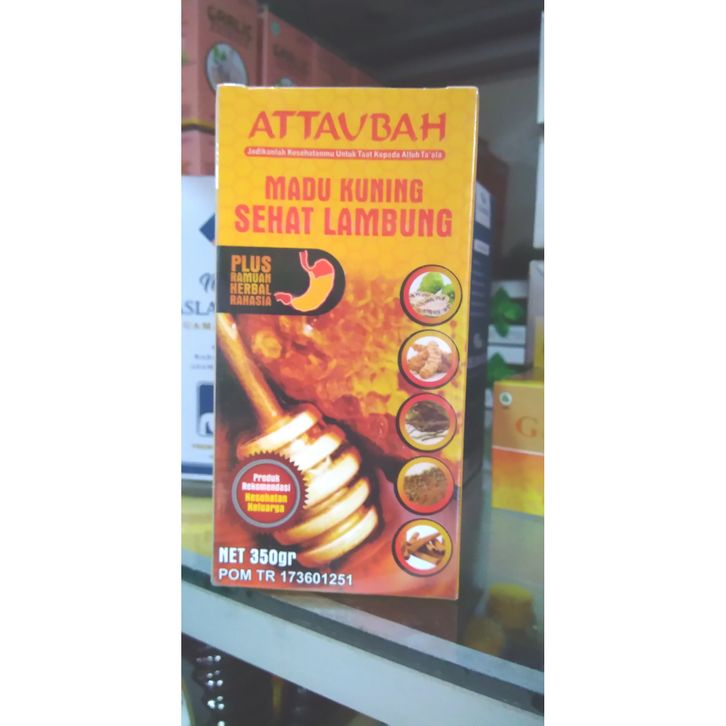 GARLIC
ATTAUBAH
Jadikanlah Kesehatanmu Untuk Taat Kepada Allah Ta'ala
MADU KUNING
SEHAT LAMBUNG
PLUS
RAMUAN
HERBAL
RAHASIA
Produk
Rekomendasi
Kesehatan
Keluarga
NET 350gr
POM TR 173601251